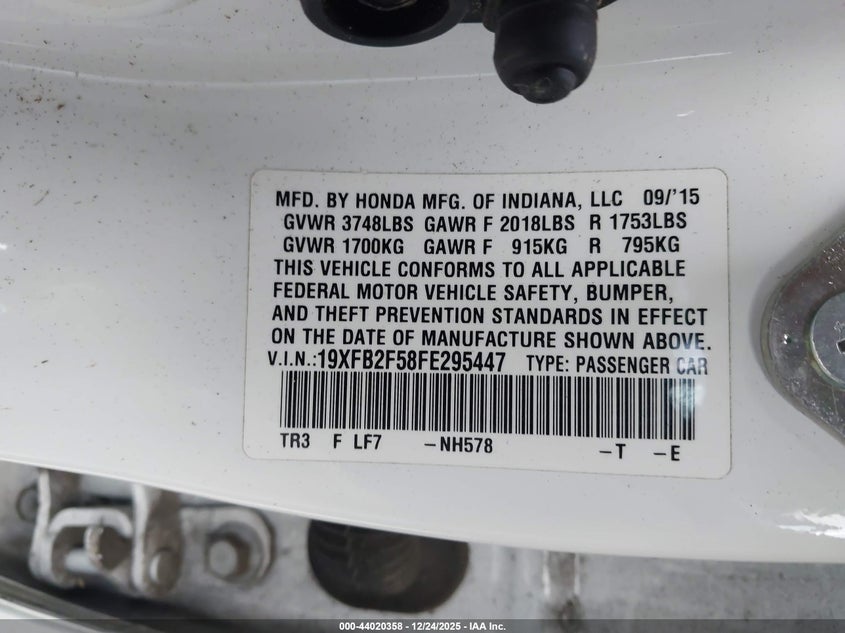 MFD. BY HONDA MFG. OF INDIANA, LLC 09/'15
GVWR 3748LBS GAWR F 2018LBS R 1753LBS
GVWR 1700KG GAWR F 915KG R 795KG
THIS VEHICLE CONFORMS TO ALL APPLICABLE
FEDERAL MOTOR VEHICLE SAFETY, BUMPER,
AND THEFT PREVENTION STANDARDS IN EFFECT
ON THE DATE OF MANUFACTURE SHOWN ABOVE.
V.I.N.:19XFB2F58FE295447 TYPE: PASSENGER CAR
TR3 F LF7 -NH578 -T -E
000-44020358 - 12/24/2025 - IAA Inc.